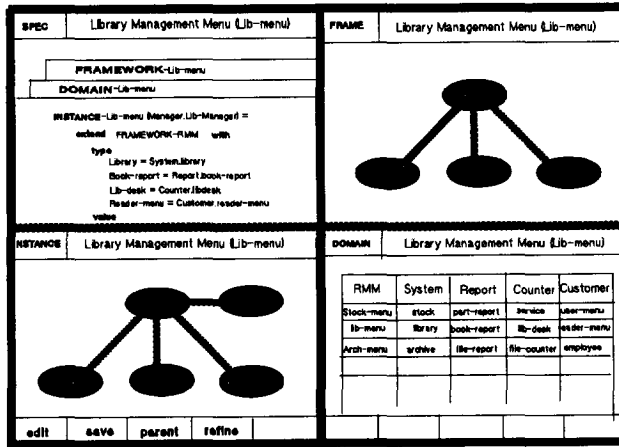 SPEC Library Management Menu (Lib-menu)
FRAMEWORK-Lib-menu
DOMAIN-Lib-menu
INSTANCE-Lib-menu (Manager.Lib-Manager) =
extend FRAMEWORK-RMM with
type
Library = System.library
Book-report = Report.book-report
Lib-desk = Counter.libdesk
Reader-menu = Customer.reader-menu
value
FRAME Library Management Menu (Lib-menu)
NSTANCE Library Management Menu (Lib-menu)
edit save parent refine
DOMAIN Library Management Menu (Lib-menu)
RMM System Report Counter Customer
Stock-menu stock part-report service user-menu
lib-menu library book-report lib-desk reader-menu
Arch-menu archive file-report file-counter employee